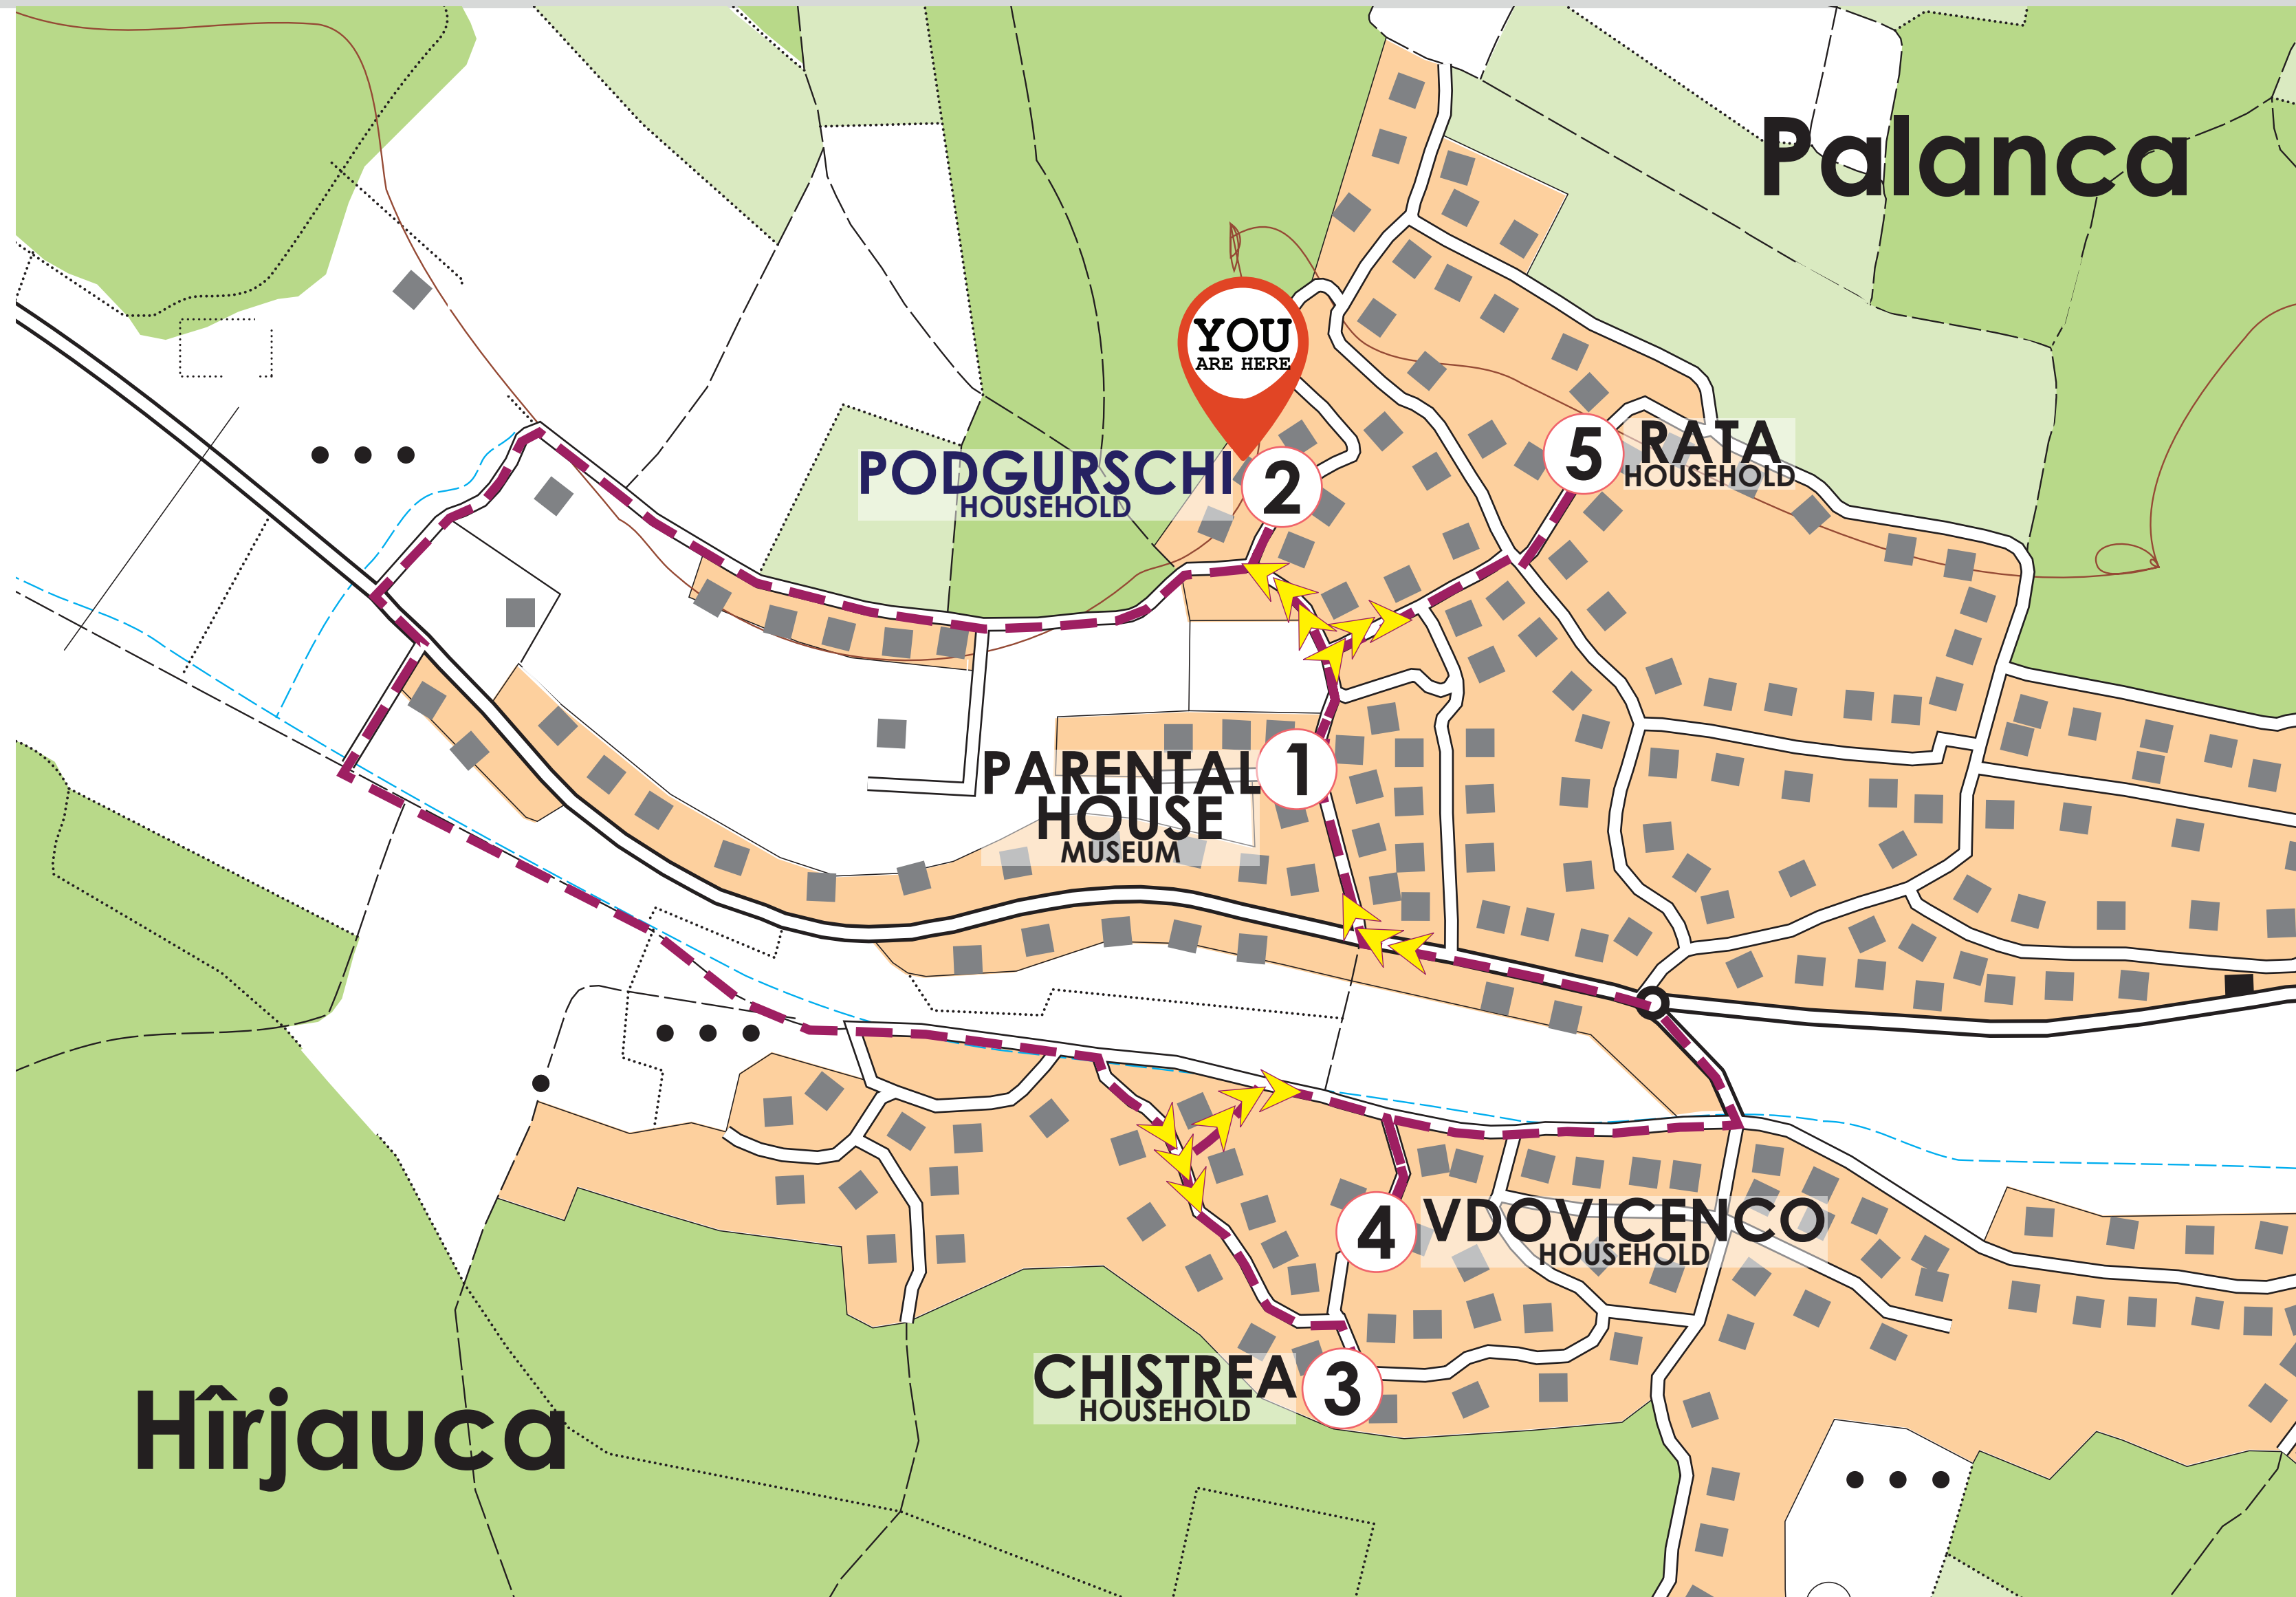 Palanca
YOU
ARE HERE
5
RATA
HOUSEHOLD
PODGURSCHI
HOUSEHOLD
2
PARENTAL
HOUSE
MUSEUM
1
4
VDOVICENCO
HOUSEHOLD
CHISTREA
HOUSEHOLD
3
Hîrjauca